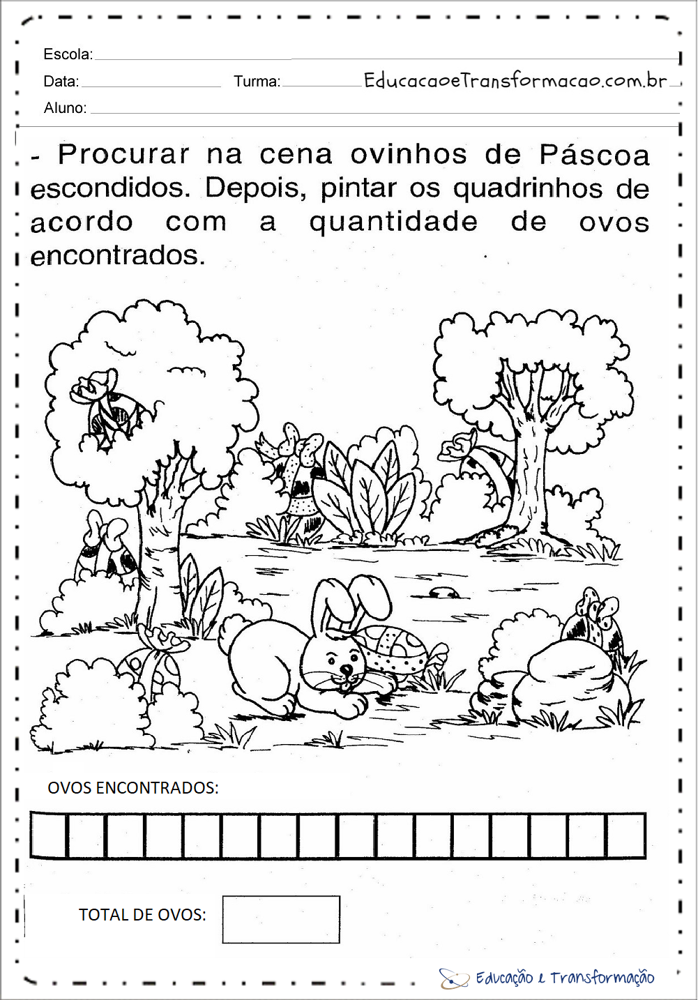 Escola:
Data: Turma: EducacaoeTransformacao.com.br
Aluno:
- Procurar na cena ovinhos de Páscoa
escondidos. Depois, pintar os quadrinhos de
acordo com a quantidade de ovos
encontrados.
OVOS ENCONTRADOS:
TOTAL DE OVOS:
Educação e Transformação